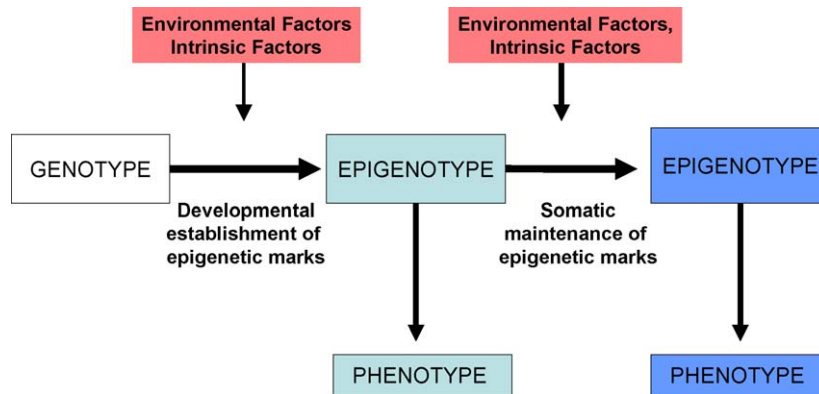 Environmental Factors
Intrinsic Factors
Environmental Factors,
Intrinsic Factors
GENOTYPE
EPIGENOTYPE
EPIGENOTYPE
Developmental
establishment of
epigenetic marks
Somatic
maintenance of
epigenetic marks
PHENOTYPE
PHENOTYPE